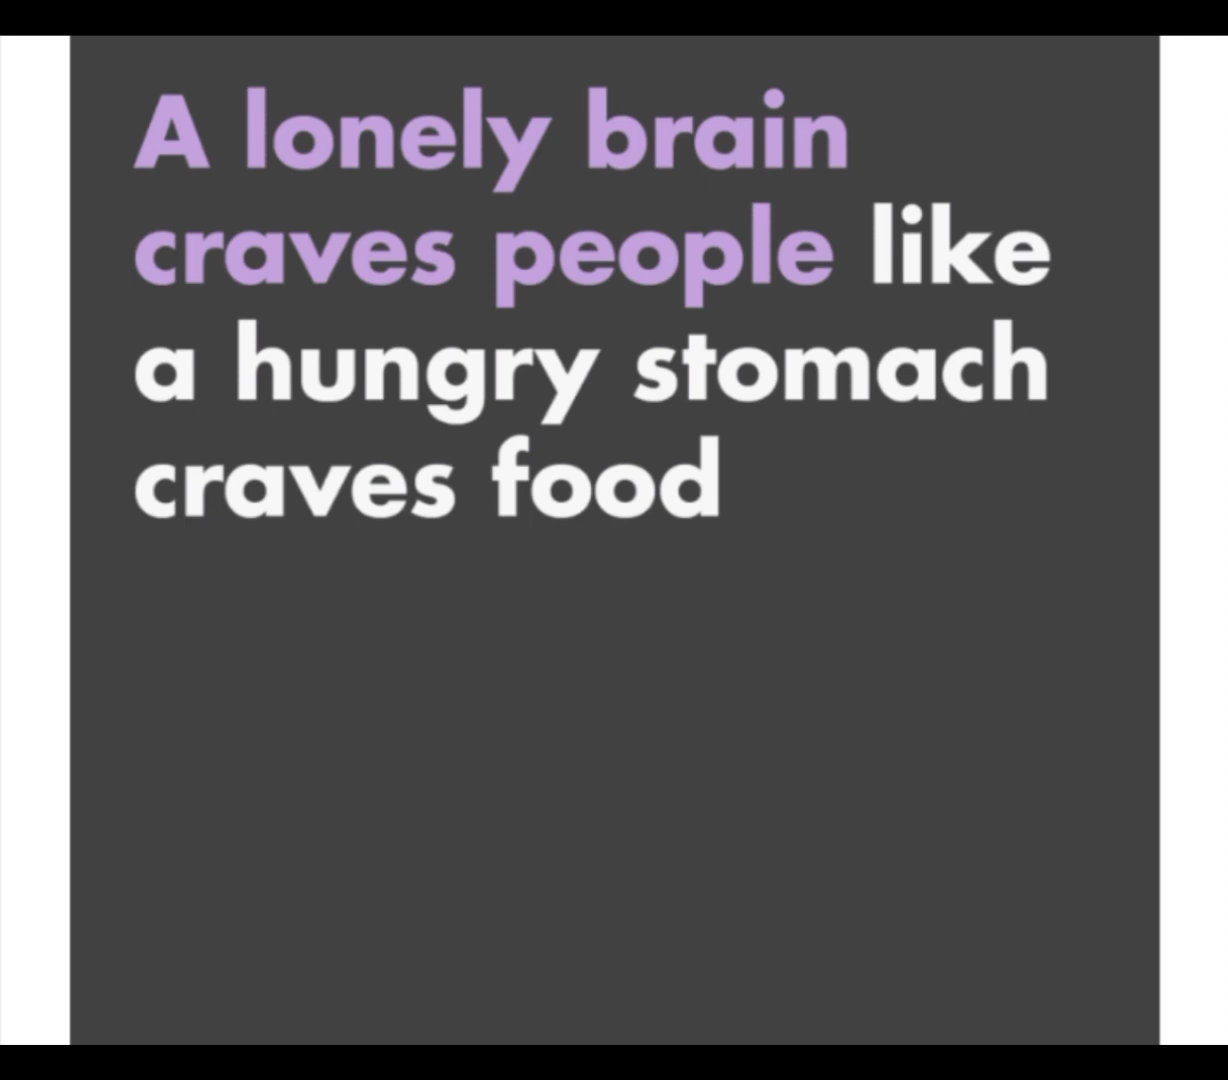 A lonely brain
craves people like
a hungry stomach
craves food